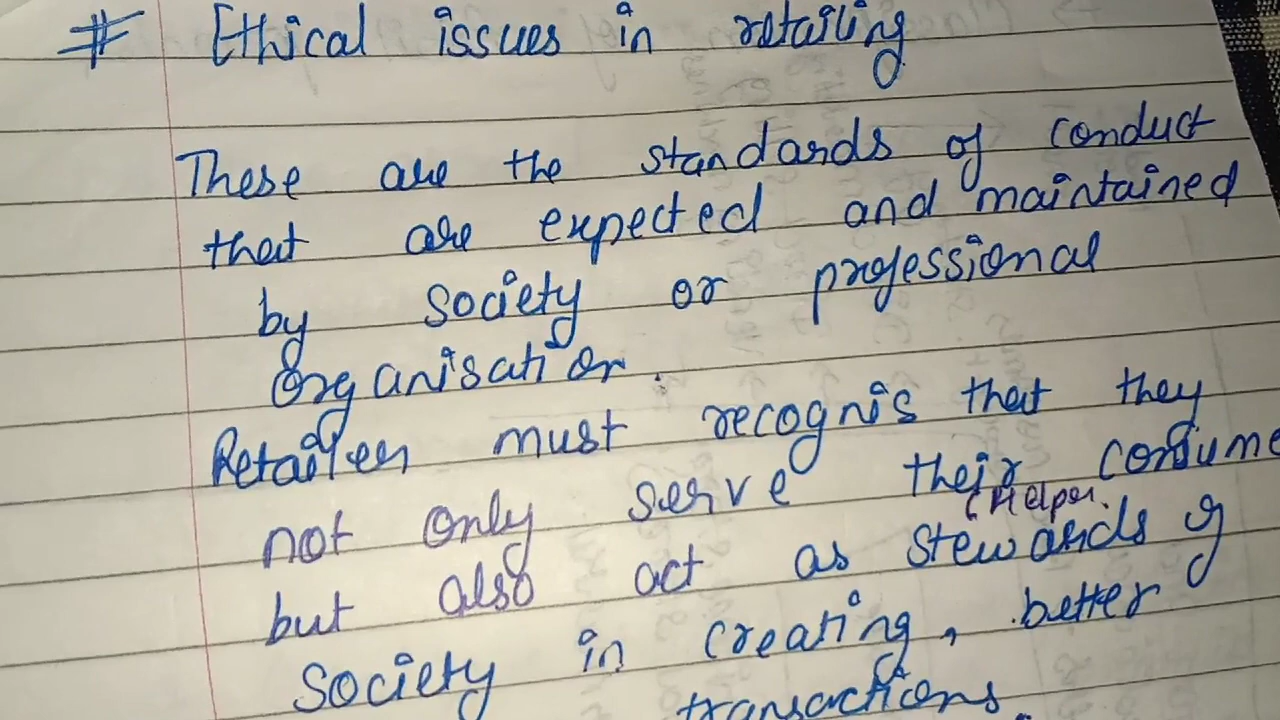 # Ethical issues in retailing
These are the standards of conduct
that are expected and maintained
by society or professional
Organisation.
Retailer must recognis that they
not only serve their consume
(Helper.
but also act as stewards of
Society in creating, better
transactions.